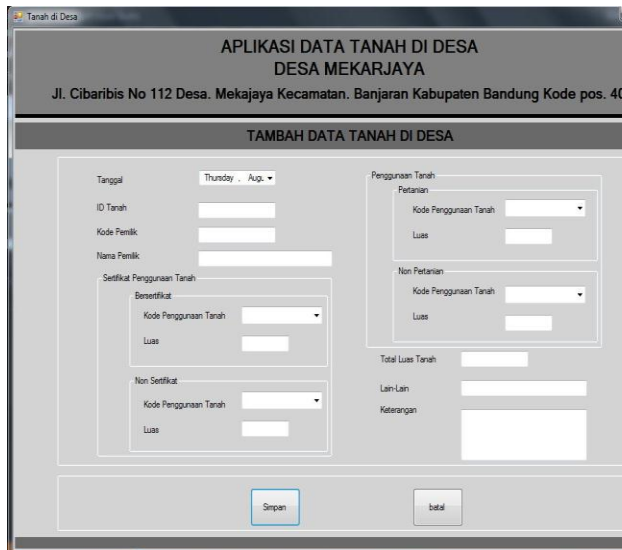 Tanah di Desa
APLIKASI DATA TANAH DI DESA
DESA MEKARJAYA
Jl. Cibaribis No 112 Desa. Mekajaya Kecamatan. Banjaran Kabupaten Bandung Kode pos. 40
TAMBAH DATA TANAH DI DESA
Tanggal
Thursday , Augu
ID Tanah
Kode Pemilik
Nama Pemilik
Sertifikat Penggunaan Tanah
Bersertifikat
Kode Penggunaan Tanah
Luas
Non Sertifikat
Kode Penggunaan Tanah
Luas
Penggunaan Tanah
Pertanian
Kode Penggunaan Tanah
Luas
Non Pertanian
Kode Penggunaan Tanah
Luas
Total Luas Tanah
Lain-Lain
Keterangan
Simpan
batal